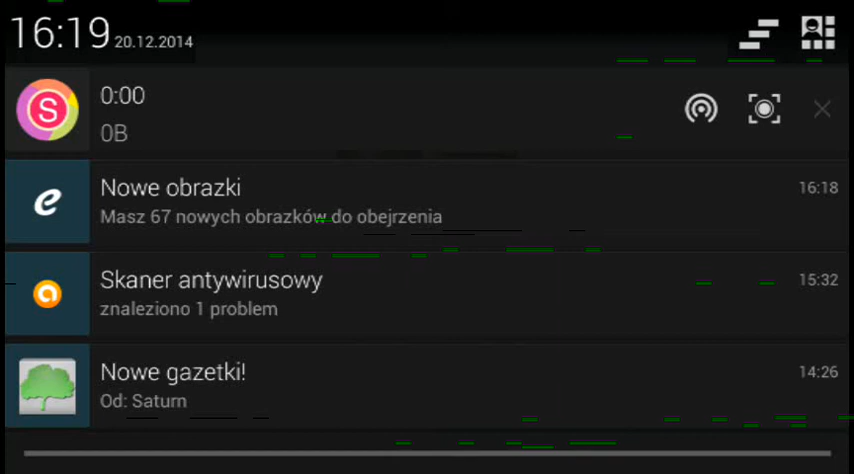 16:19 20.12.2014
S
0:00
0B
e
Nowe obrazki 16:18
Masz 67 nowych obrazków do obejrzenia
a
Skaner antywirusowy 15:32
znaleziono 1 problem
Nowe gazetki! 14:26
Od: Saturn